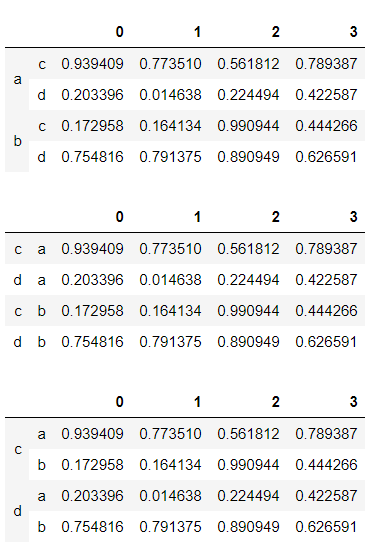 0 1 2 3
a c 0.939409 0.773510 0.561812 0.789387
d 0.203396 0.014638 0.224494 0.422587
b c 0.172958 0.164134 0.990944 0.444266
d 0.754816 0.791375 0.890949 0.626591
0 1 2 3
c a 0.939409 0.773510 0.561812 0.789387
d a 0.203396 0.014638 0.224494 0.422587
c b 0.172958 0.164134 0.990944 0.444266
d b 0.754816 0.791375 0.890949 0.626591
0 1 2 3
c a 0.939409 0.773510 0.561812 0.789387
b 0.172958 0.164134 0.990944 0.444266
d a 0.203396 0.014638 0.224494 0.422587
b 0.754816 0.791375 0.890949 0.626591